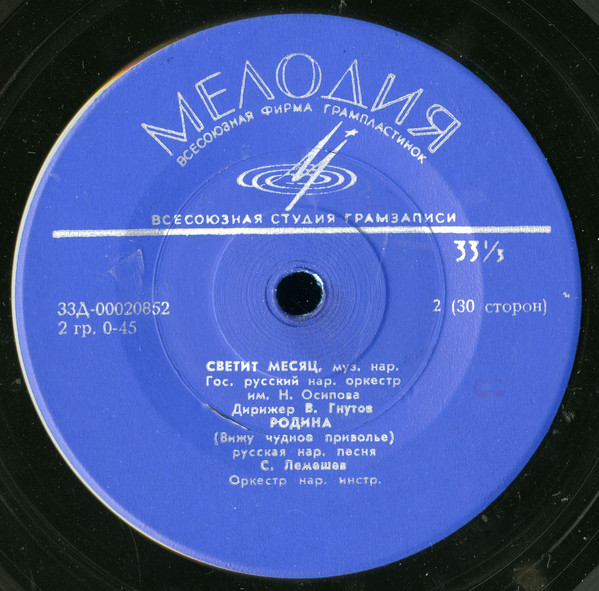 МЕЛОДИЯ
ВСЕСОЮЗНАЯ ФИРМА ГРАМПЛАСТИНОК
ВСЕСОЮЗНАЯ СТУДИЯ ГРАМЗАПИСИ
33⅓
33Д-00020852
2 (30 сторон)
2 гр. 0-45
СВЕТИТ МЕСЯЦ, муз. нар.
Гос. русский нар. оркестр
им. Н. Осипова
Дирижер В. Гнутов
РОДИНА
(Вижу чудное приволье)
русская нар. песня
С. Лемешев
Оркестр нар. инстр.